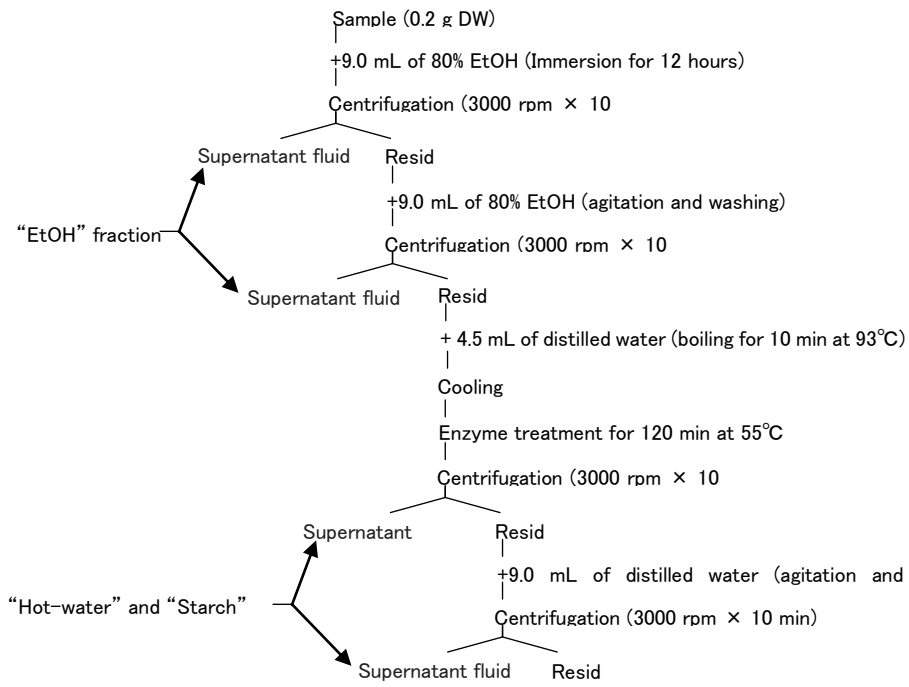 Sample (0.2 g DW)
+9.0 mL of 80% EtOH (Immersion for 12 hours)
Centrifugation (3000 rpm × 10
Supernatant fluid
Resid
+9.0 mL of 80% EtOH (agitation and washing)
“EtOH” fraction
Centrifugation (3000 rpm × 10
Supernatant fluid
Resid
+ 4.5 mL of distilled water (boiling for 10 min at 93℃)
Cooling
Enzyme treatment for 120 min at 55℃
Centrifugation (3000 rpm × 10
Supernatant
Resid
+9.0 mL of distilled water (agitation and
“Hot-water” and “Starch”
Centrifugation (3000 rpm × 10 min)
Supernatant fluid
Resid